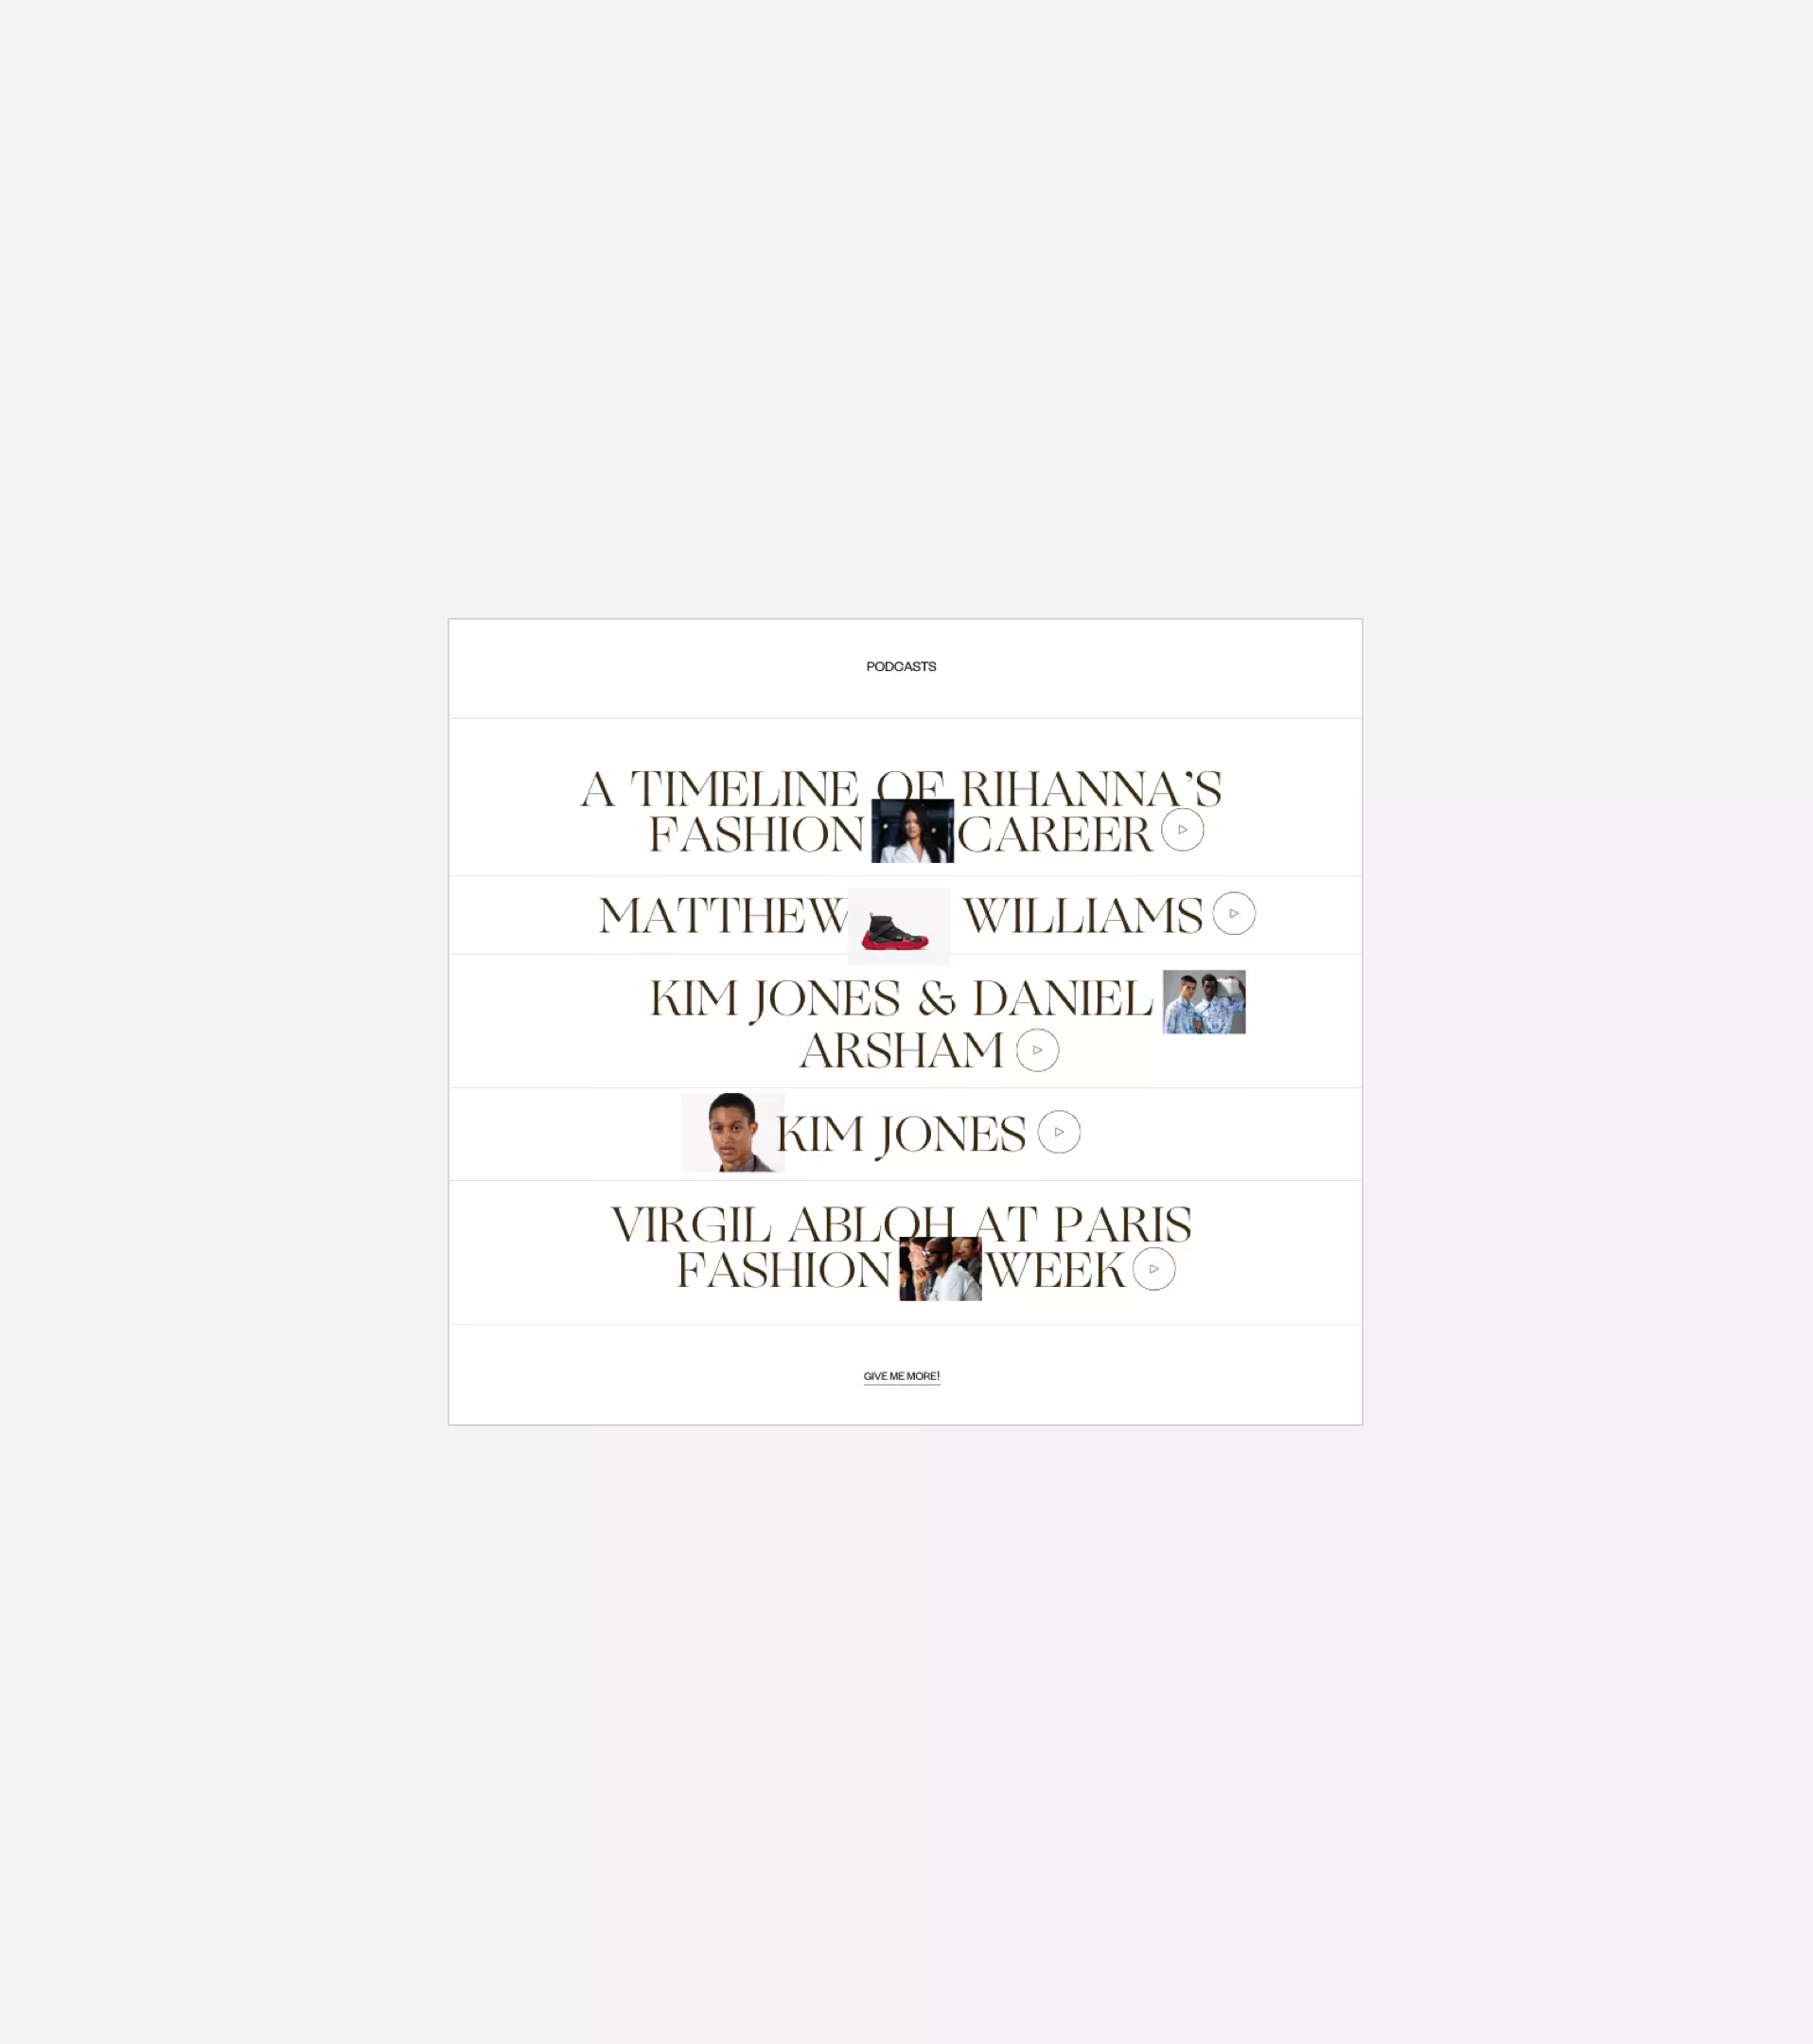 PODCASTS
A TIMELINE OF RIHANNA’S
FASHION CAREER
MATTHEW WILLIAMS
KIM JONES & DANIEL
ARSHAM
KIM JONES
VIRGIL ABLOH AT PARIS
FASHION WEEK
GIVE ME MORE!